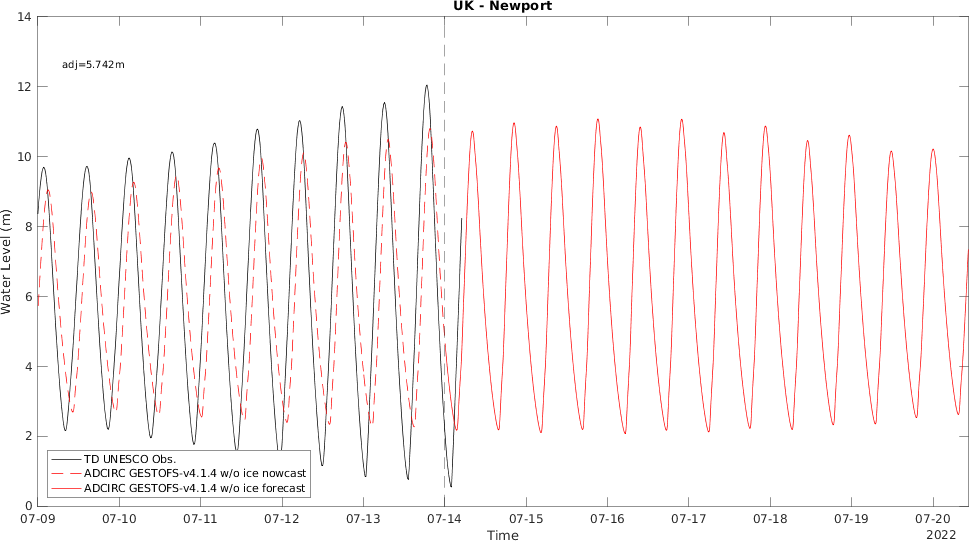 UK - Newport
14
adj=5.742m
12
10
8
Water Level (m)
6
4
2
0
TD UNESCO Obs.
ADCIRC GESTOFS-v4.1.4 w/o ice nowcast
ADCIRC GESTOFS-v4.1.4 w/o ice forecast
07-09 07-10 07-11 07-12 07-13 07-14 07-15 07-16 07-17 07-18 07-19 07-20
Time
2022